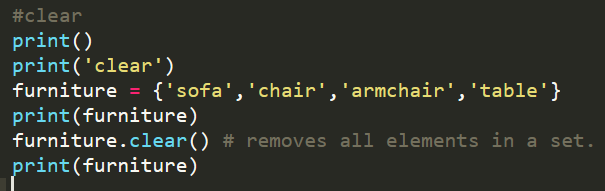 #clear
print()
print('clear')
furniture = {'sofa','chair','armchair','table'}
print(furniture)
furniture.clear() # removes all elements in a set.
print(furniture)